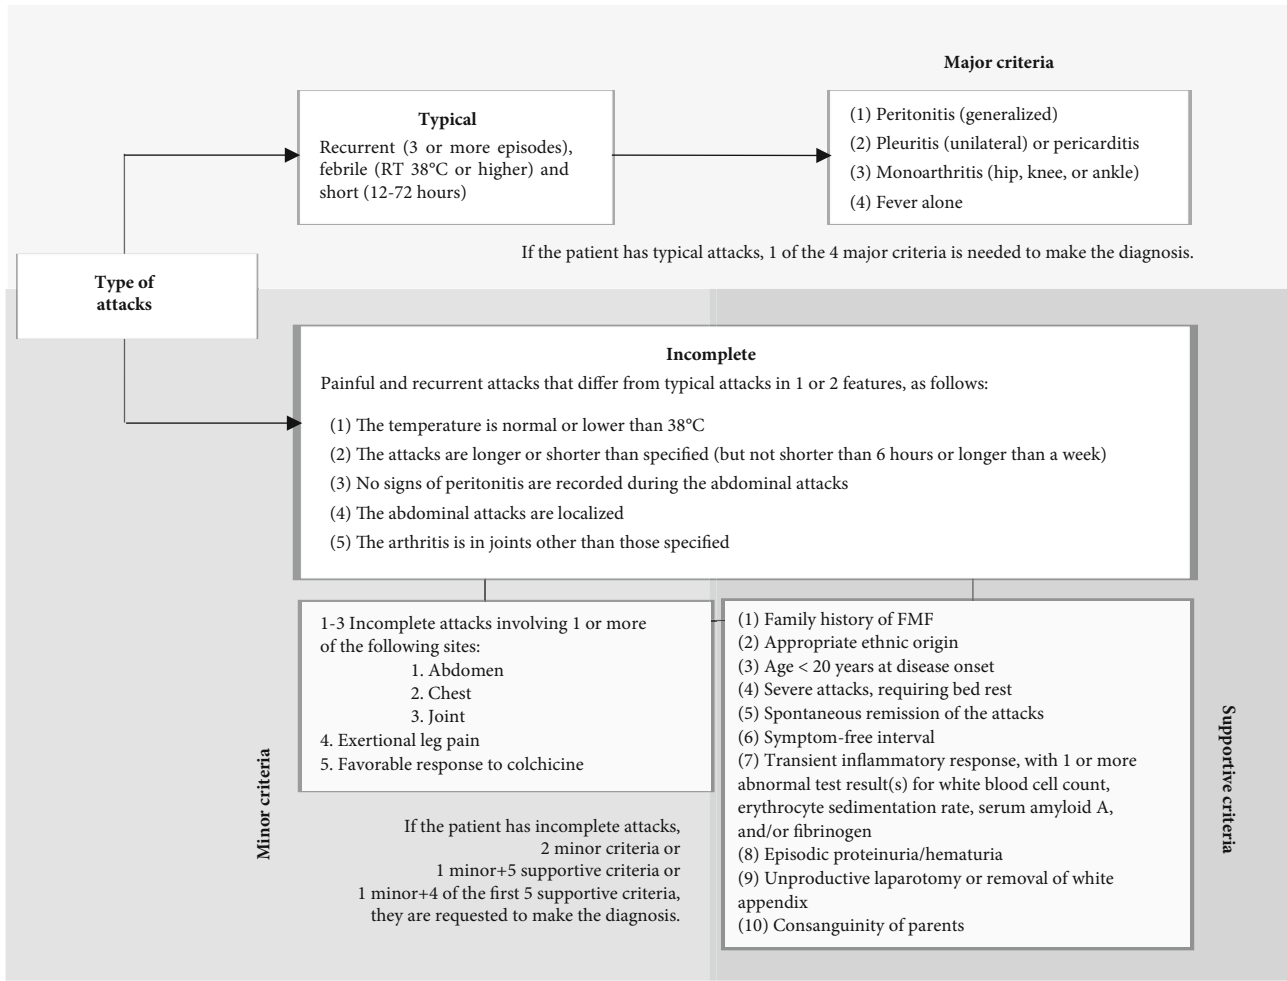 Major criteria
Typical
Recurrent (3 or more episodes),
febrile (RT 38°C or higher) and
short (12-72 hours)
(1) Peritonitis (generalized)
(2) Pleuritis (unilateral) or pericarditis
(3) Monoarthritis (hip, knee, or ankle)
(4) Fever alone
If the patient has typical attacks, 1 of the 4 major criteria is needed to make the diagnosis.
Type of
attacks
Incomplete
Painful and recurrent attacks that differ from typical attacks in 1 or 2 features, as follows:
(1) The temperature is normal or lower than 38°C
(2) The attacks are longer or shorter than specified (but not shorter than 6 hours or longer than a week)
(3) No signs of peritonitis are recorded during the abdominal attacks
(4) The abdominal attacks are localized
(5) The arthritis is in joints other than those specified
Minor criteria
1-3 Incomplete attacks involving 1 or more
of the following sites:
1. Abdomen
2. Chest
3. Joint
4. Exertional leg pain
5. Favorable response to colchicine
If the patient has incomplete attacks,
2 minor criteria or
1 minor+5 supportive criteria or
1 minor+4 of the first 5 supportive criteria,
they are requested to make the diagnosis.
(1) Family history of FMF
(2) Appropriate ethnic origin
(3) Age < 20 years at disease onset
(4) Severe attacks, requiring bed rest
(5) Spontaneous remission of the attacks
(6) Symptom-free interval
(7) Transient inflammatory response, with 1 or more
abnormal test result(s) for white blood cell count,
erythrocyte sedimentation rate, serum amyloid A,
and/or fibrinogen
(8) Episodic proteinuria/hematuria
(9) Unproductive laparotomy or removal of white
appendix
(10) Consanguinity of parents
Supportive criteria